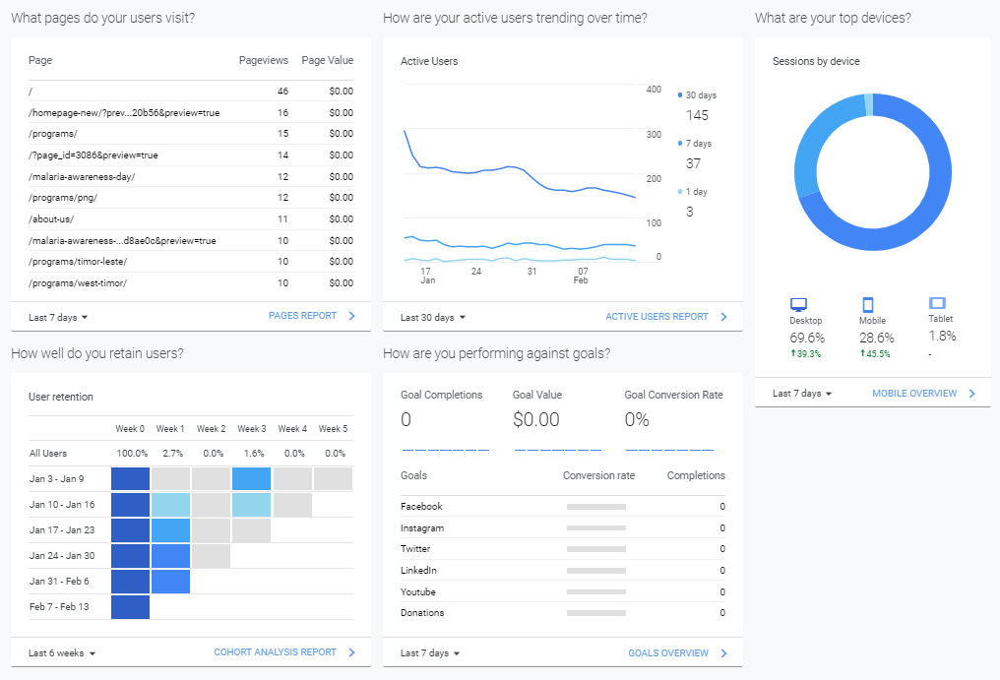 What pages do your users visit?
Page Pageviews Page Value
/ 46 $0.00
/homepage-new/?prev...20b56&preview=true 16 $0.00
/programs/ 15 $0.00
/?page_id=3086&preview=true 14 $0.00
/malaria-awareness-day/ 12 $0.00
/programs/png/ 12 $0.00
/about-us/ 11 $0.00
/malaria-awareness-...d8ae0c&preview=true 10 $0.00
/programs/timor-leste/ 10 $0.00
/programs/west-timor/ 10 $0.00
Last 7 days PAGES REPORT
How are your active users trending over time?
Active Users
400
300
200
100
0
17 24 31 07
Jan Feb
30 days
145
7 days
37
1 day
3
Last 30 days ACTIVE USERS REPORT
What are your top devices?
Sessions by device
Desktop Mobile Tablet
69.6% 28.6% 1.8%
39.3% 45.5% -
Last 7 days MOBILE OVERVIEW
How well do you retain users?
User retention
Week 0 Week 1 Week 2 Week 3 Week 4 Week 5
All Users 100.0% 2.7% 0.0% 1.6% 0.0% 0.0%
Jan 3 - Jan 9
Jan 10 - Jan 16
Jan 17 - Jan 23
Jan 24 - Jan 30
Jan 31 - Feb 6
Feb 7 - Feb 13
Last 6 weeks COHORT ANALYSIS REPORT
How are you performing against goals?
Goal Completions Goal Value Goal Conversion Rate
0 $0.00 0%
Goals Conversion rate Completions
Facebook 0
Instagram 0
Twitter 0
LinkedIn 0
Youtube 0
Donations 0
Last 7 days GOALS OVERVIEW